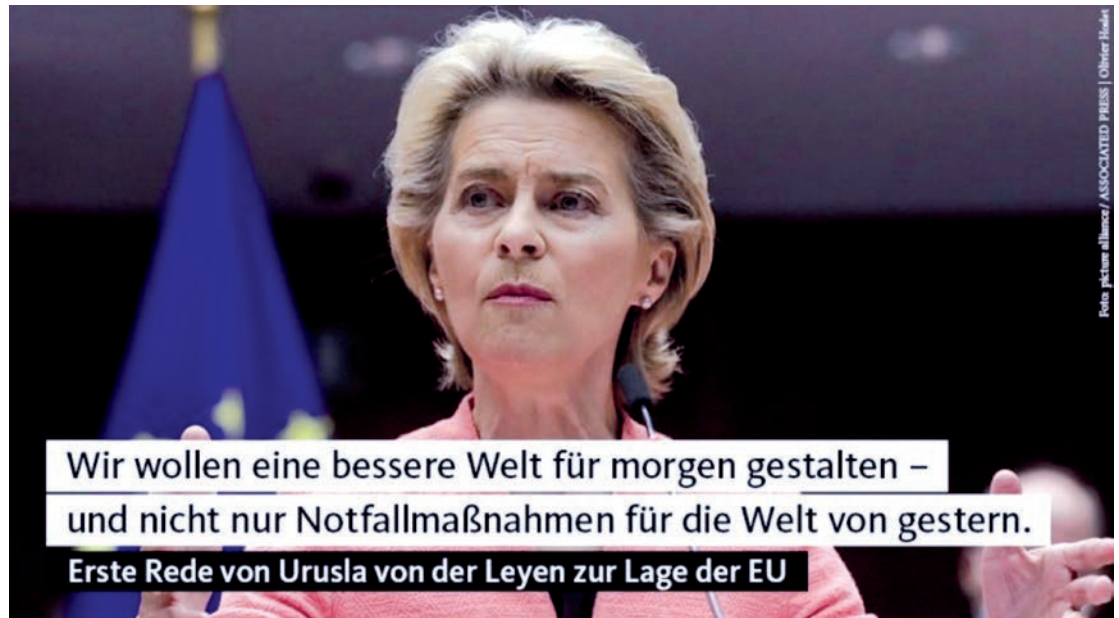 Wir wollen eine bessere Welt für morgen gestalten –
und nicht nur Notfallmaßnahmen für die Welt von gestern.
Erste Rede von Urusla von der Leyen zur Lage der EU
Foto: picture alliance / ASSOCIATED PRESS | Olivier Hoslet